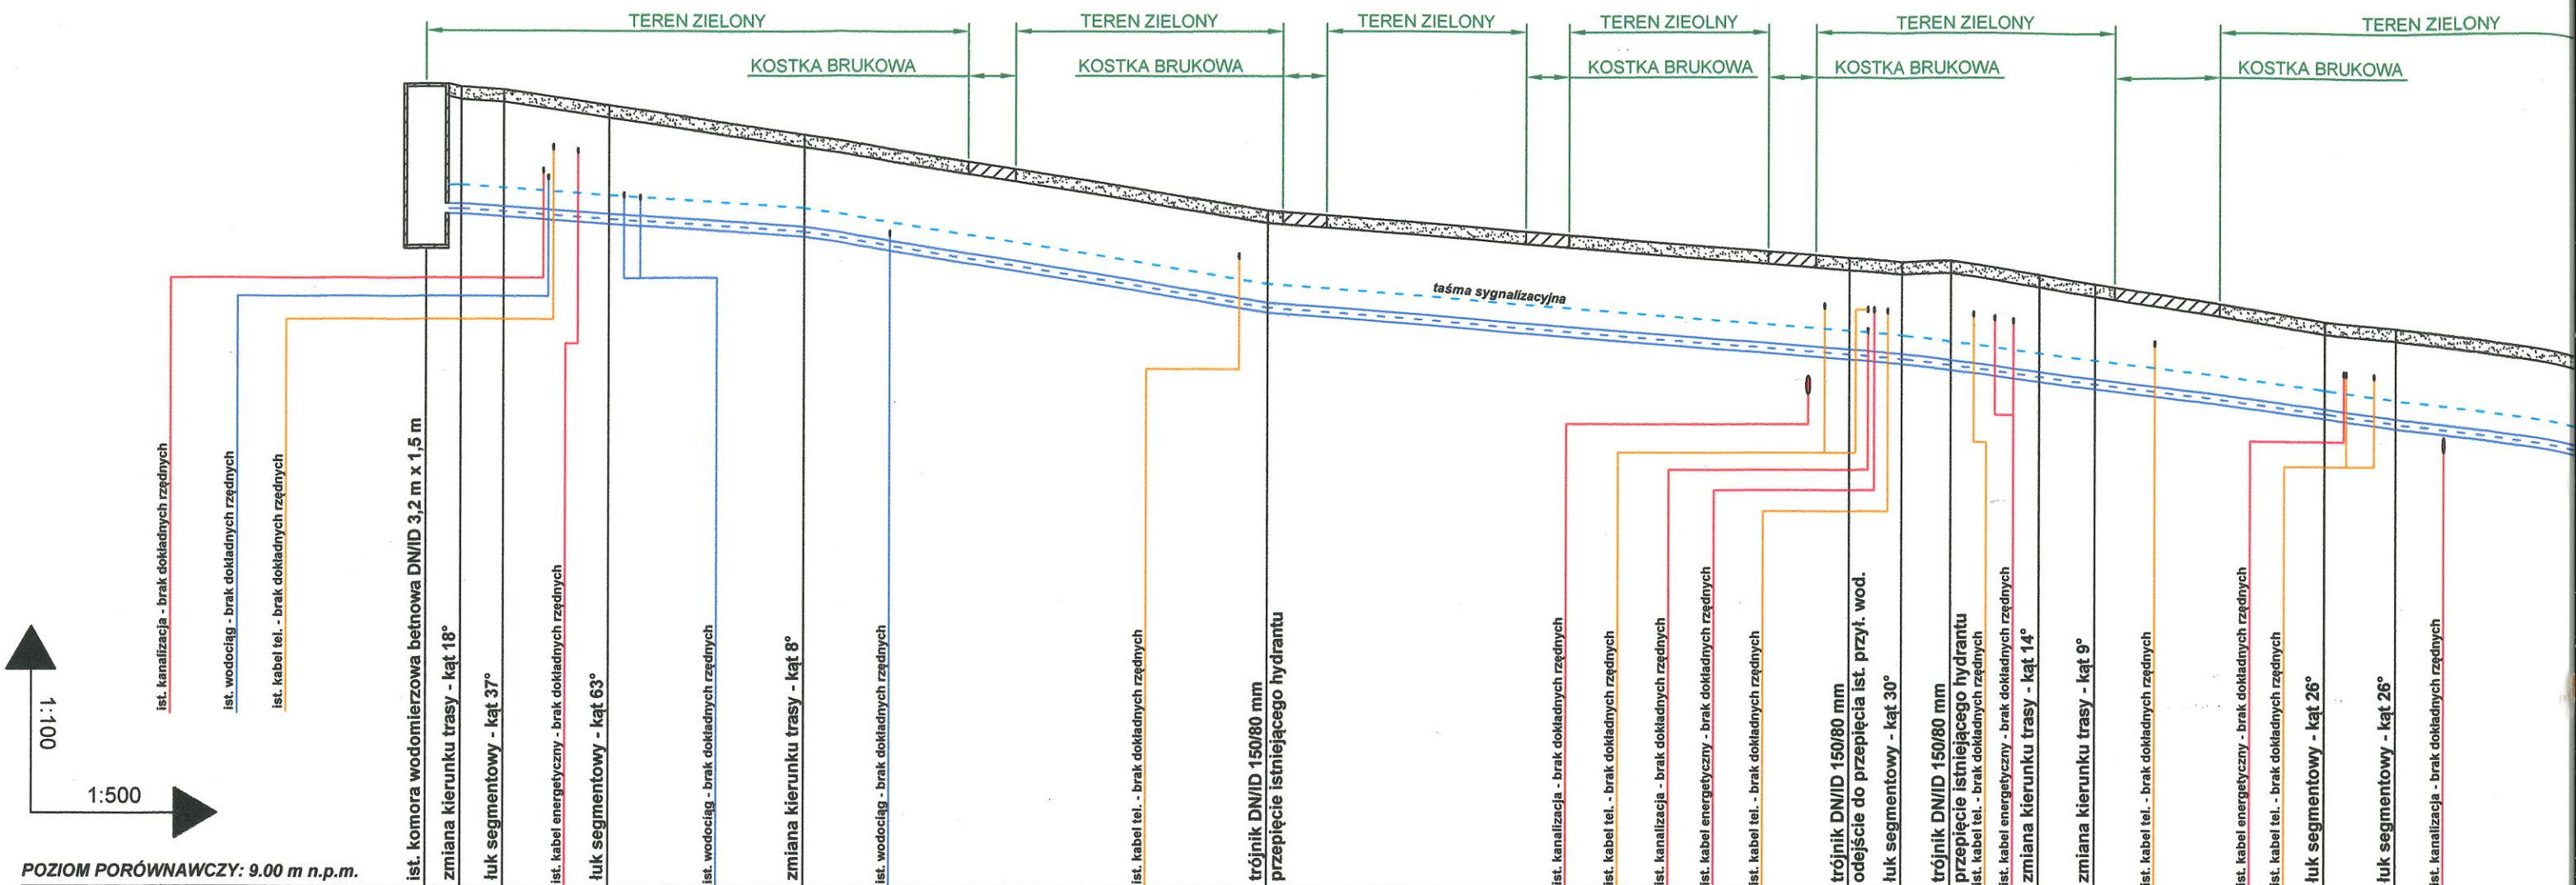 TEREN ZIELONY
TEREN ZIELONY
TEREN ZIELONY
TEREN ZIEOLNY
TEREN ZIELONY
TEREN ZIELONY
KOSTKA BRUKOWA
KOSTKA BRUKOWA
KOSTKA BRUKOWA
KOSTKA BRUKOWA
KOSTKA BRUKOWA
taśma sygnalizacyjna
ist. kanalizacja - brak dokładnych rzędnych
ist. wodociąg - brak dokładnych rzędnych
ist. kabel tel. - brak dokładnych rzędnych
ist. komora wodomierzowa betnowa DN/ID 3,2 m x 1,5 m
zmiana kierunku trasy - kąt 18°
łuk segmentowy - kąt 37°
ist. kabel energetyczny - brak dokładnych rzędnych
łuk segmentowy - kąt 63°
ist. wodociąg - brak dokładnych rzędnych
zmiana kierunku trasy - kąt 8°
ist. wodociąg - brak dokładnych rzędnych
ist. kabel tel. - brak dokładnych rzędnych
trójnik DN/ID 150/80 mm
przepięcie istniejącego hydrantu
ist. kanalizacja - brak dokładnych rzędnych
ist. kabel tel. - brak dokładnych rzędnych
ist. kanalizacja - brak dokładnych rzędnych
ist. kabel energetyczny - brak dokładnych rzędnych
ist. kabel tel. - brak dokładnych rzędnych
trójnik DN/ID 150/80 mm
odejście do przepięcia ist. przył. wod.
łuk segmentowy - kąt 30°
trójnik DN/ID 150/80 mm
przepięcie istniejącego hydrantu
ist. kabel tel. - brak dokładnych rzędnych
ist. kabel energetyczny - brak dokładnych rzędnych
zmiana kierunku trasy - kąt 14°
zmiana kierunku trasy - kąt 9°
ist. kabel tel. - brak dokładnych rzędnych
ist. kabel energetyczny - brak dokładnych rzędnych
ist. kabel tel. - brak dokładnych rzędnych
łuk segmentowy - kąt 26°
łuk segmentowy - kąt 26°
ist. kanalizacja - brak dokładnych rzędnych
1:100
1:500
POZIOM PORÓWNAWCZY: 9.00 m n.p.m.